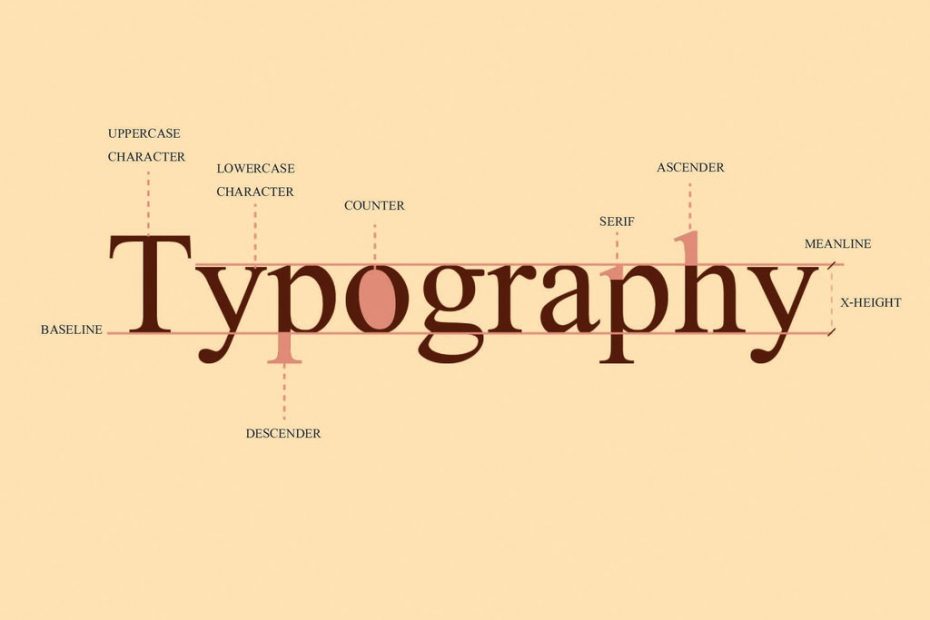 UPPERCASE
CHARACTER
LOWERCASE
CHARACTER
COUNTER
SERIF
ASCENDER
MEANLINE
Typography
X-HEIGHT
BASELINE
DESCENDER